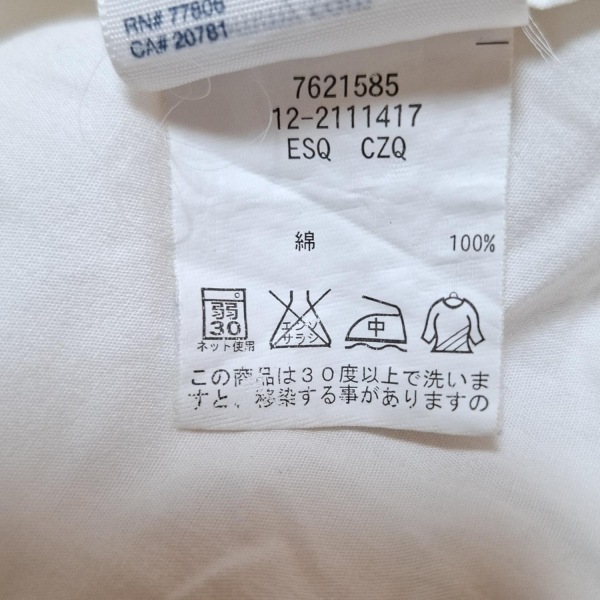 RN# 77806
CA# 20781
7621585
12-2111417
ESQ CZQ
綿 100%
弱
30
ネット使用
エンソ
サラシ
中
この商品は30度以上で洗いま
すと、移染する事がありますの